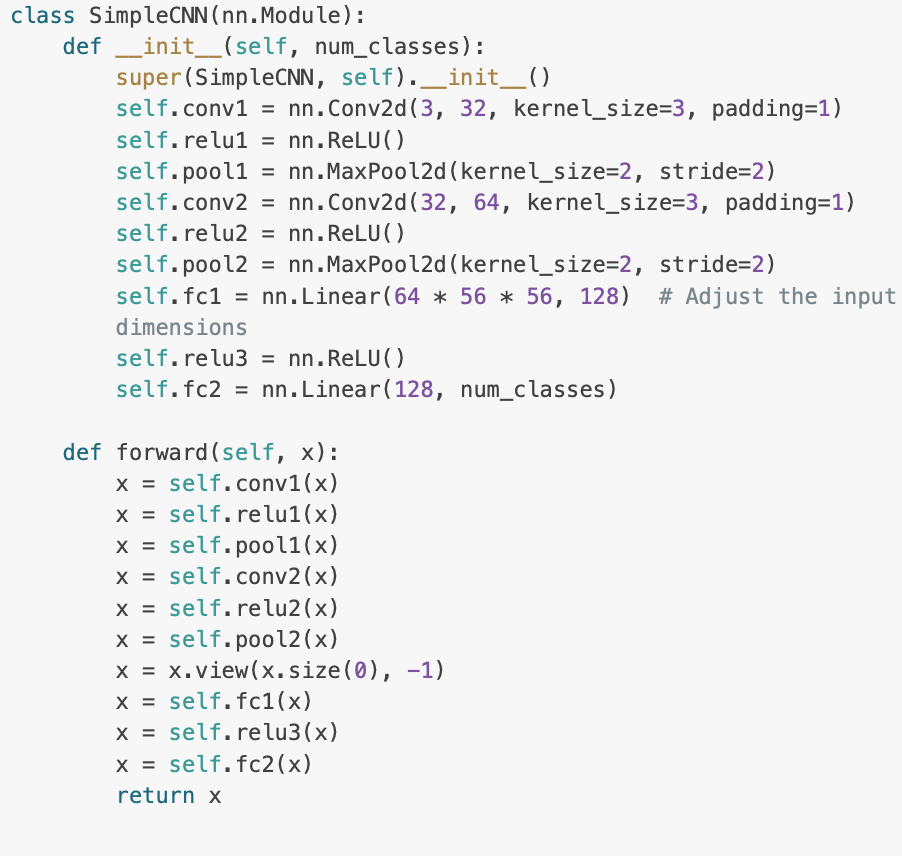 class SimpleCNN(nn.Module):
    def __init__(self, num_classes):
        super(SimpleCNN, self).__init__()
        self.conv1 = nn.Conv2d(3, 32, kernel_size=3, padding=1)
        self.relu1 = nn.ReLU()
        self.pool1 = nn.MaxPool2d(kernel_size=2, stride=2)
        self.conv2 = nn.Conv2d(32, 64, kernel_size=3, padding=1)
        self.relu2 = nn.ReLU()
        self.pool2 = nn.MaxPool2d(kernel_size=2, stride=2)
        self.fc1 = nn.Linear(64 * 56 * 56, 128)  # Adjust the input
        dimensions
        self.relu3 = nn.ReLU()
        self.fc2 = nn.Linear(128, num_classes)

    def forward(self, x):
        x = self.conv1(x)
        x = self.relu1(x)
        x = self.pool1(x)
        x = self.conv2(x)
        x = self.relu2(x)
        x = self.pool2(x)
        x = x.view(x.size(0), -1)
        x = self.fc1(x)
        x = self.relu3(x)
        x = self.fc2(x)
        return x